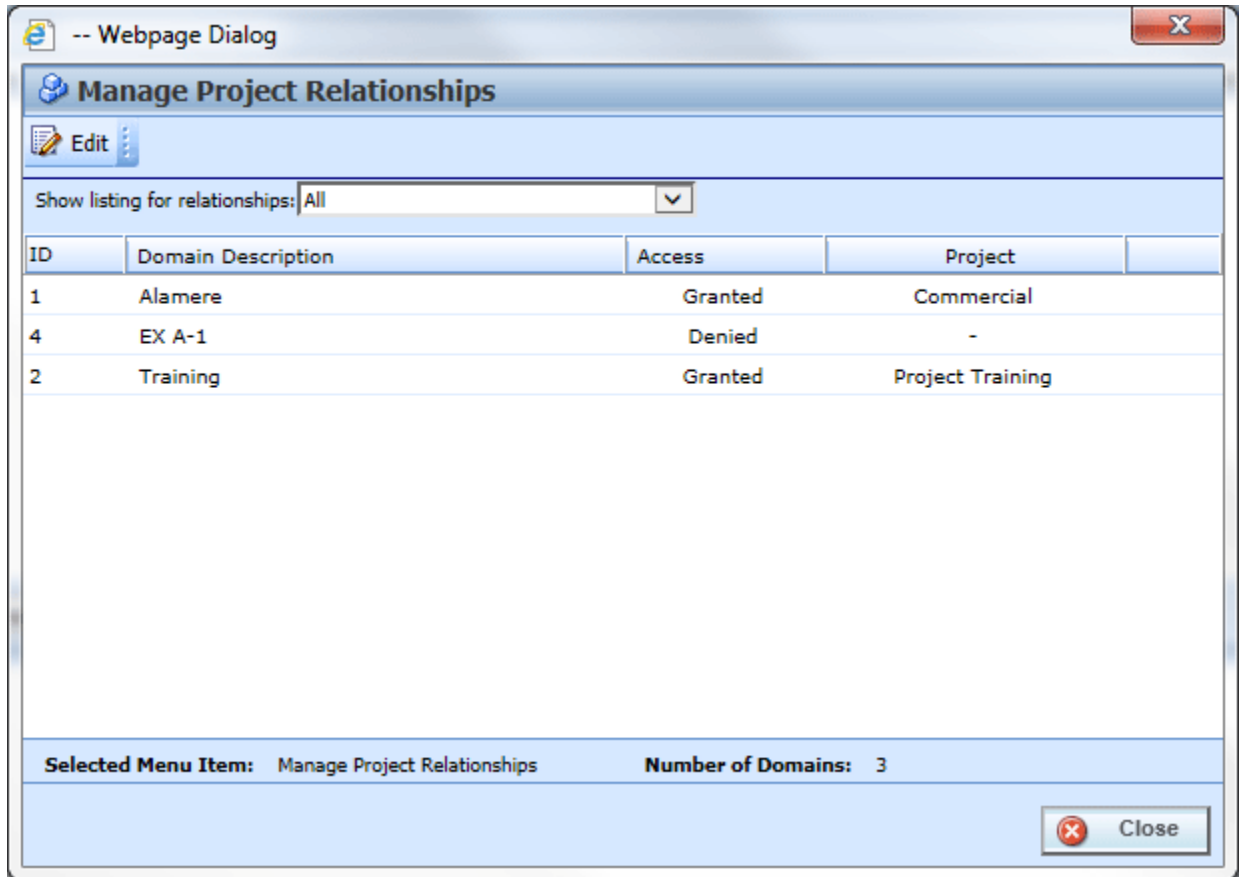 -- Webpage Dialog
X
Manage Project Relationships
Edit
Show listing for relationships: All
ID Domain Description Access Project
1 Alamere Granted Commercial
4 EX A-1 Denied -
2 Training Granted Project Training
Selected Menu Item: Manage Project Relationships Number of Domains: 3
Close